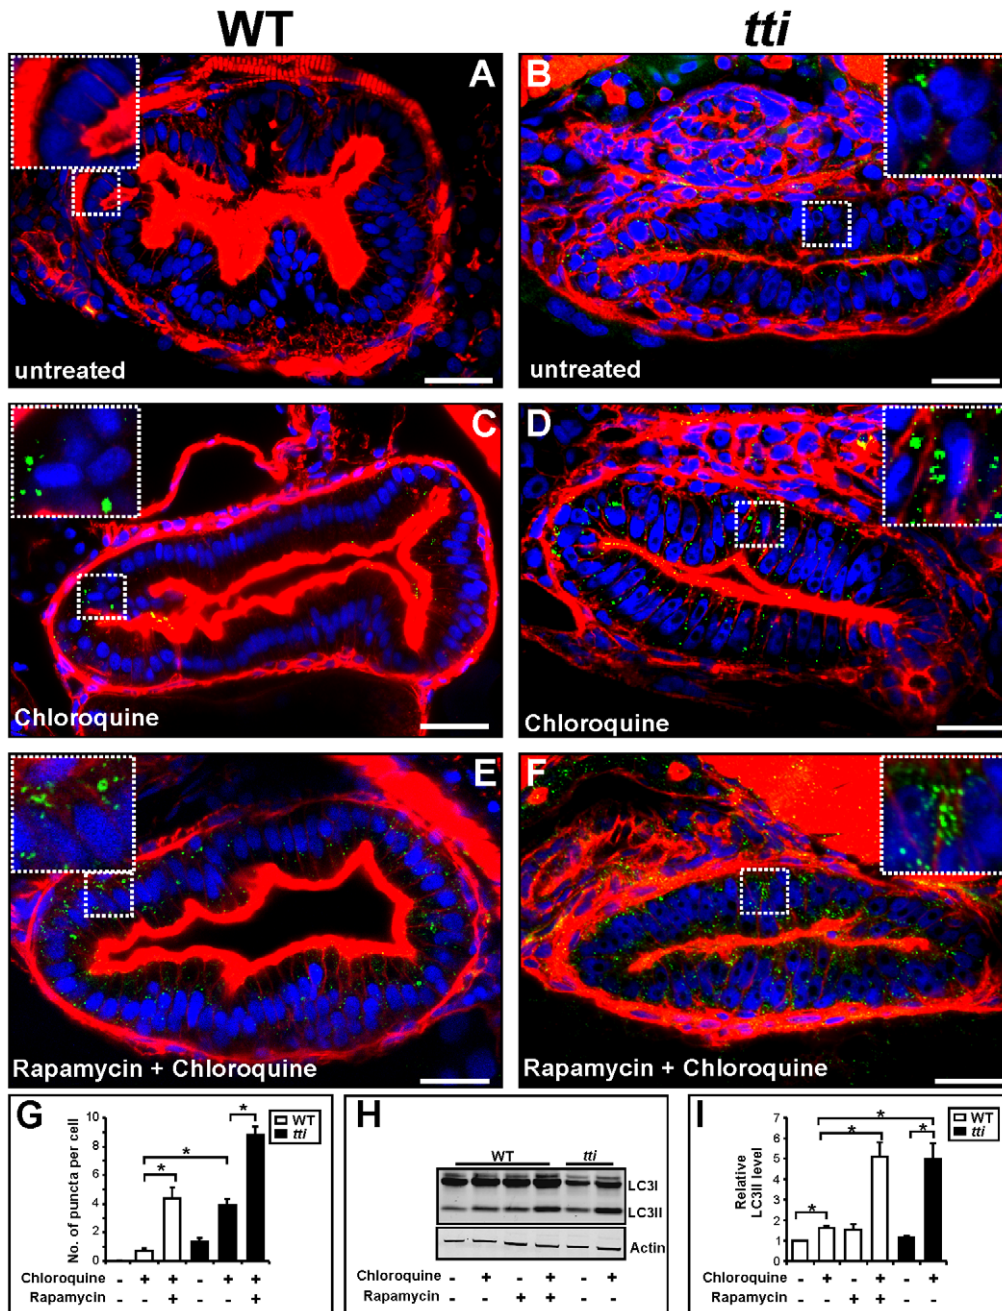 WT
tti
A
B
untreated
untreated
C
D
Chloroquine
Chloroquine
E
F
Rapamycin + Chloroquine
Rapamycin + Chloroquine
G
WT
tti
No. of puncta per cell
10
8
6
4
2
0
*
*
*
Chloroquine - + + - + +
Rapamycin - - + - - +
H
WT tti
LC3I
LC3II
Actin
Chloroquine - + - + - +
Rapamycin - - + + - -
I
WT
tti
Relative
LC3II level
7
6
5
4
3
2
1
0
*
*
*
*
Chloroquine - + - + - +
Rapamycin - - + + - -